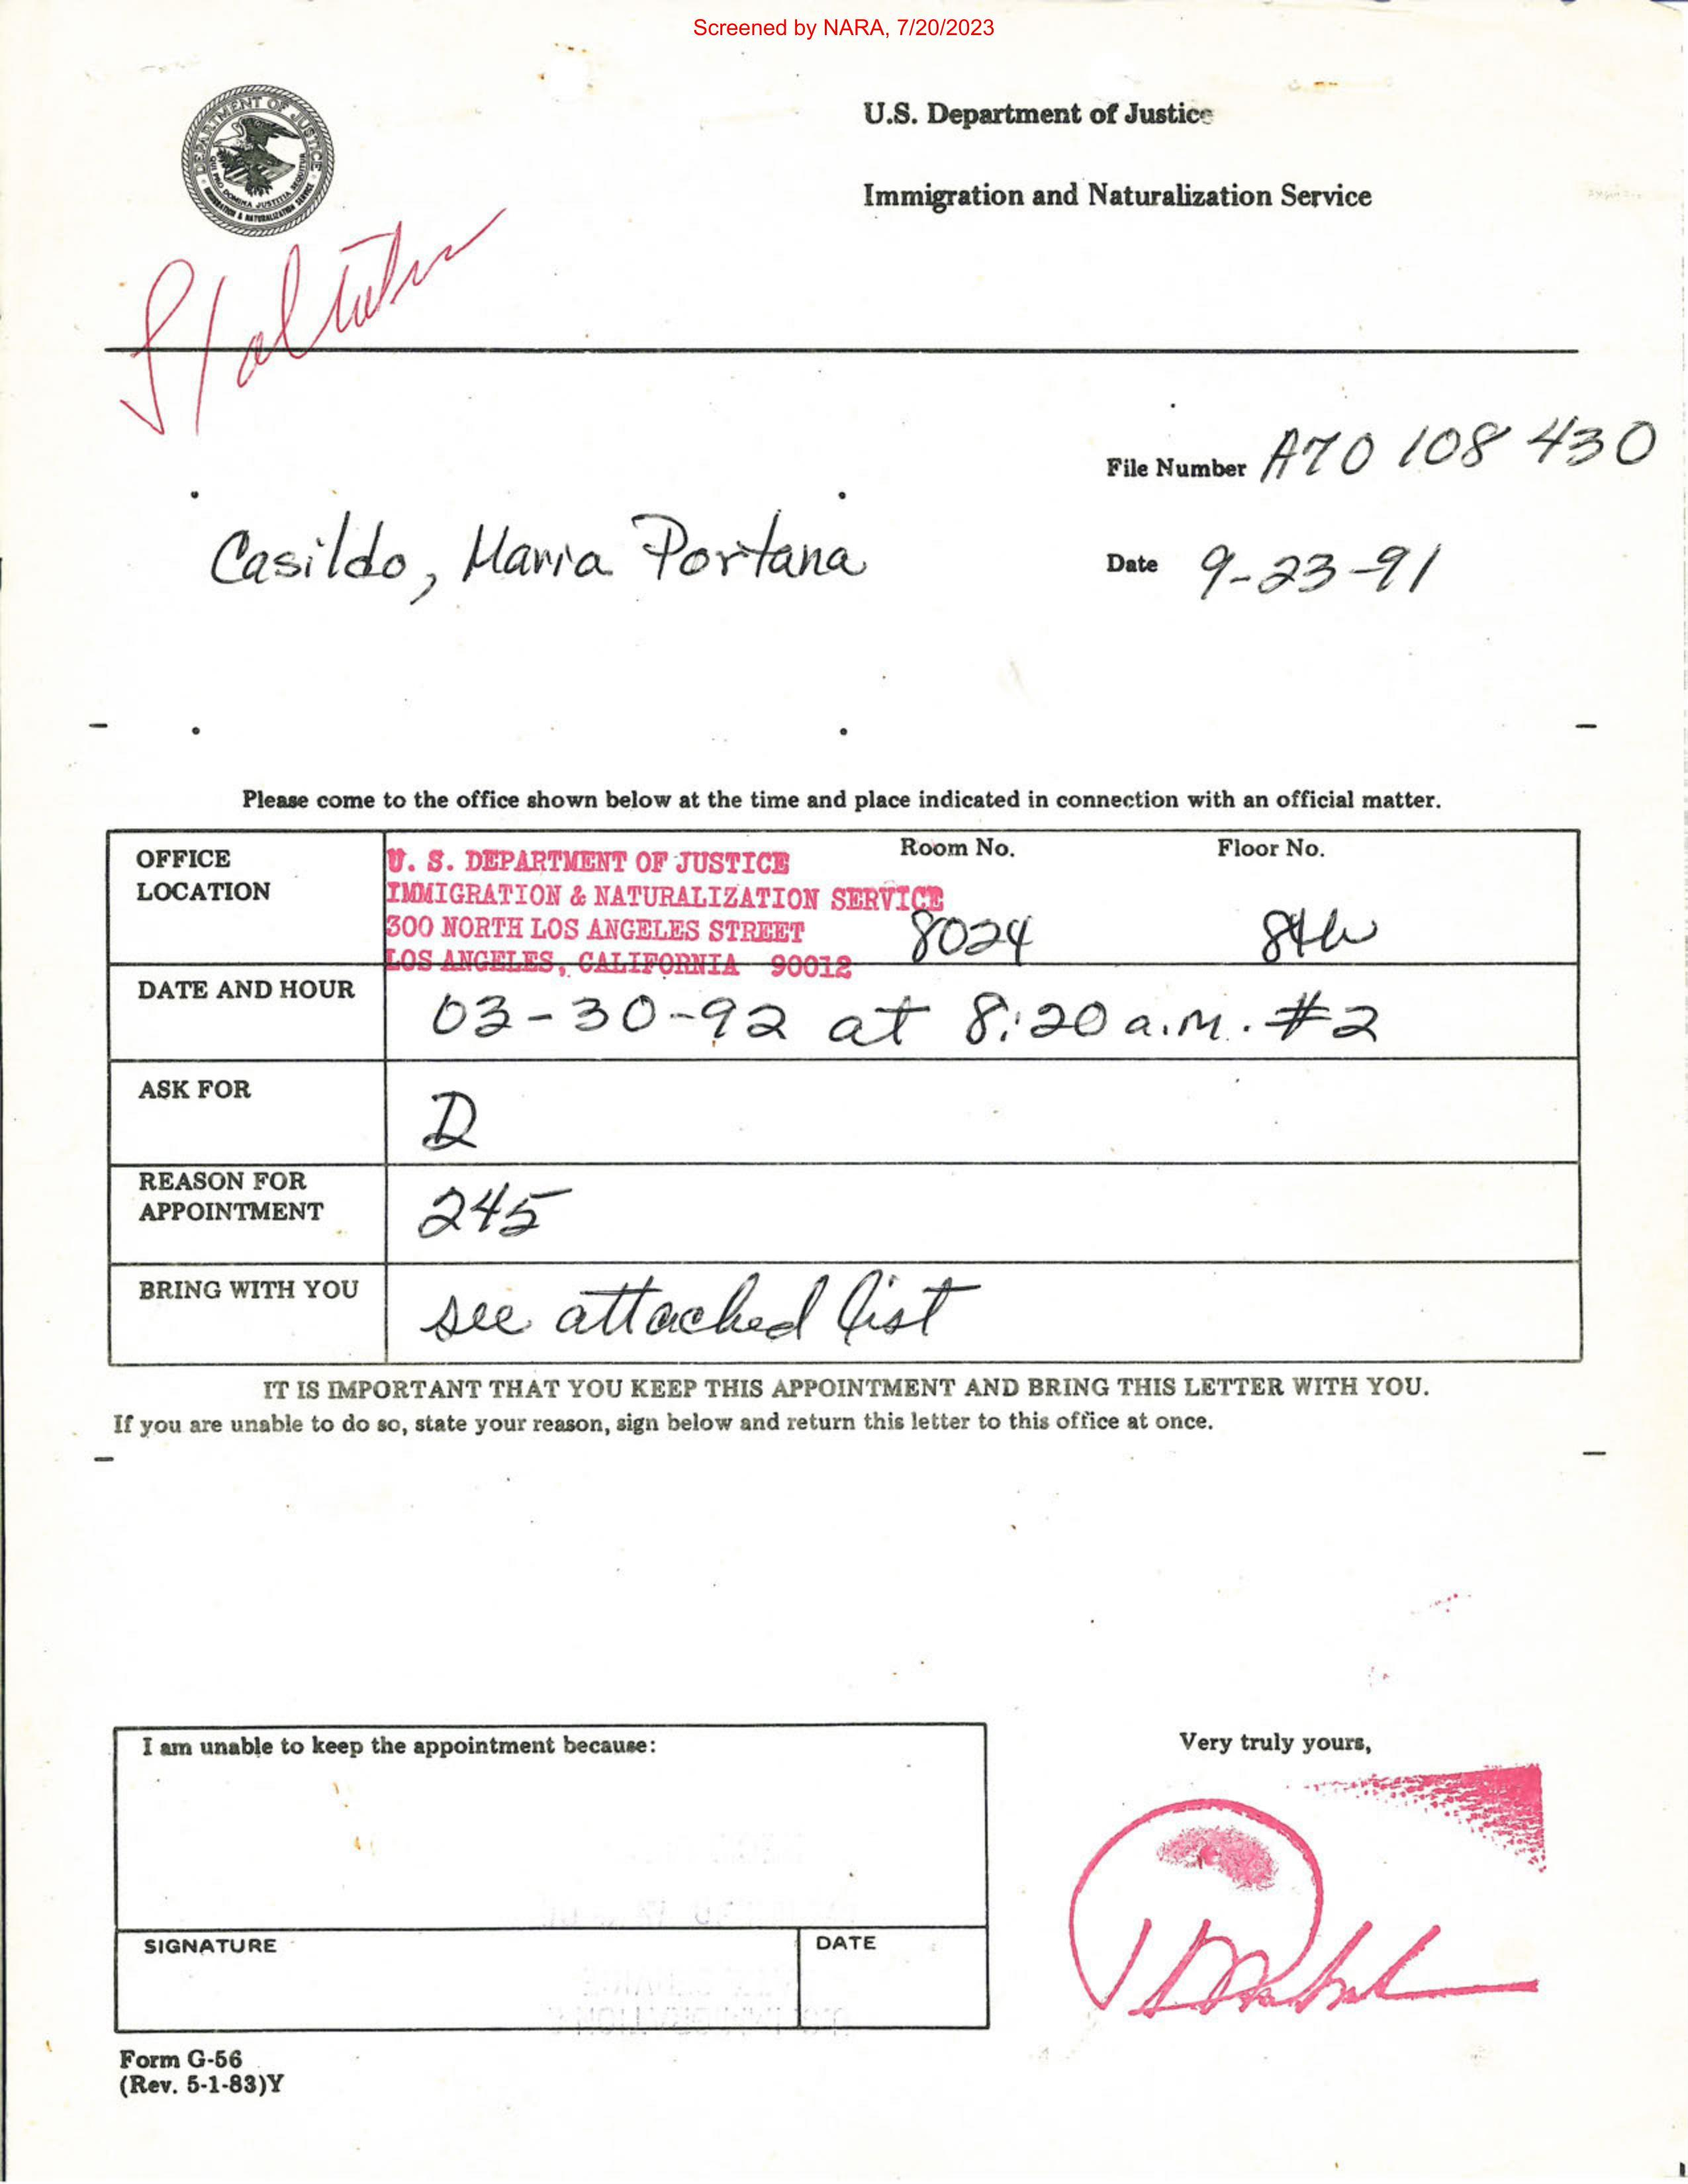 Screened by NARA, 7/20/2023
DEPARTMENT OF JUSTICE
QUI PRO DOMINA JUSTITIA SEQUITUR
IMMIGRATION & NATURALIZATION SERVICE
U.S. Department of Justice
Immigration and Naturalization Service
File Number A70 108 430
Casildo, Maria Portana
Date 9-23-91
Please come to the office shown below at the time and place indicated in connection with an official matter.
OFFICE LOCATION
U. S. DEPARTMENT OF JUSTICE
IMMIGRATION & NATURALIZATION SERVICE
300 NORTH LOS ANGELES STREET
LOS ANGELES, CALIFORNIA 90012
Room No.
8024
Floor No.
8th
DATE AND HOUR
03-30-92 at 8:20 a.m. #2
ASK FOR
D
REASON FOR APPOINTMENT
245
BRING WITH YOU
see attached list
IT IS IMPORTANT THAT YOU KEEP THIS APPOINTMENT AND BRING THIS LETTER WITH YOU.
If you are unable to do so, state your reason, sign below and return this letter to this office at once.
I am unable to keep the appointment because:
Very truly yours,
SIGNATURE
DATE
Form G-56
(Rev. 5-1-83)Y